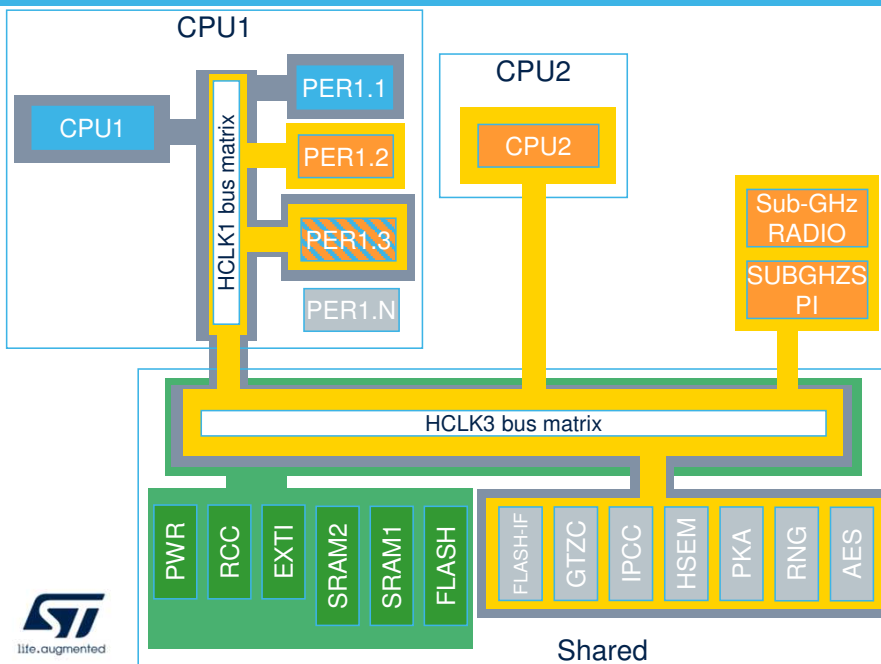 CPU1
CPU1
HCLK1 bus matrix
PER1.1
PER1.2
PER1.3
PER1.N
CPU2
CPU2
Sub-GHz
RADIO
SUBGHZS
PI
HCLK3 bus matrix
PWR
RCC
EXTI
SRAM2
SRAM1
FLASH
FLASH-IF
GTZC
IPCC
HSEM
PKA
RNG
AES
Shared
ST
life.augmented